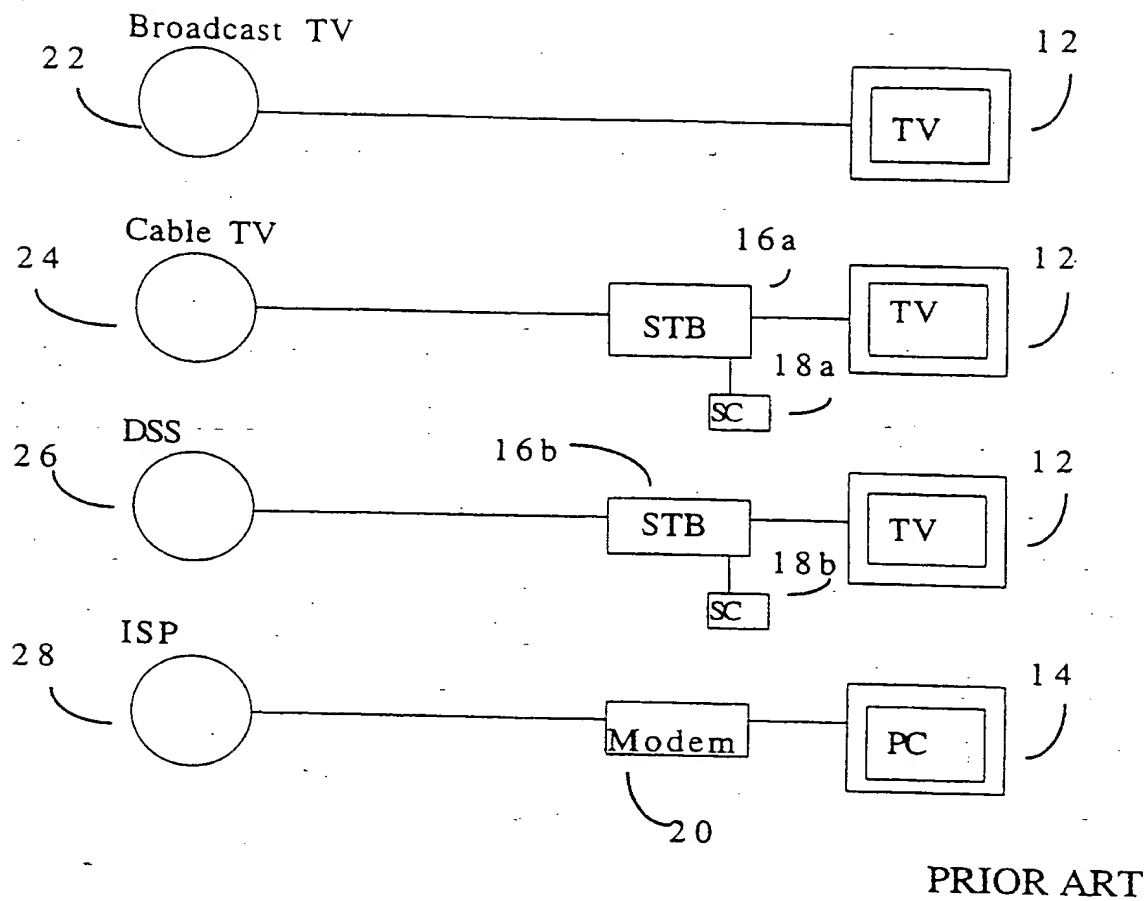 Broadcast TV
22
12
TV
Cable TV
24
16a
12
STB
TV
18a
SC
DSS
26
16b
12
STB
TV
18b
SC
ISP
28
14
Modem
PC
20
PRIOR ART